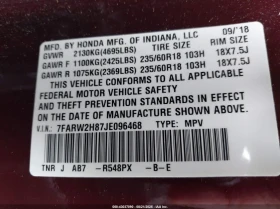 MFD. BY HONDA MFG. OF INDIANA, LLC 09/'18
GVWR 2130KG(4695LBS) TIRE SIZE RIM SIZE
GAWR F 1100KG(2425LBS) 235/60R18 103H 18X7.5J
GAWR R 1075KG(2369LBS) 235/60R18 103H 18X7.5J
THIS VEHICLE CONFORMS TO ALL APPLICABLE
FEDERAL MOTOR VEHICLE SAFETY
AND THEFT PREVENTION STANDARDS IN EFFECT ON THE
DATE OF MANUFACTURE SHOWN ABOVE.
V.I.N: 7FARW2H87JE096468 TYPE: MPV
TNR J A87 -R548PX -B-E